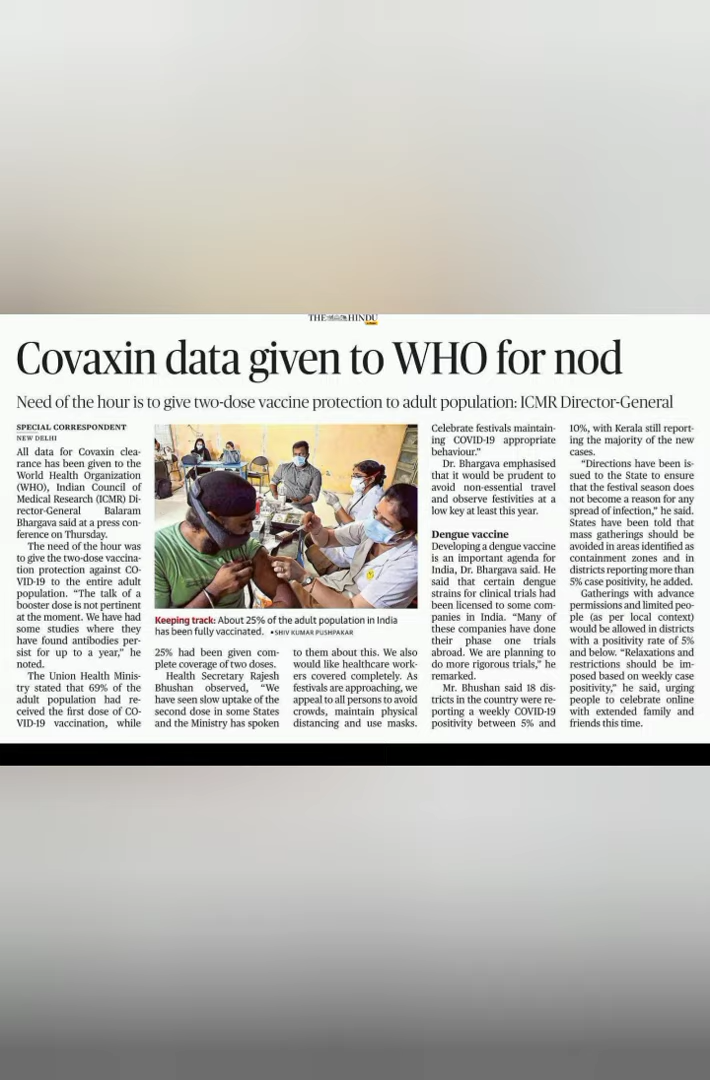 THE HINDU
Covaxin data given to WHO for nod
Need of the hour is to give two-dose vaccine protection to adult population: ICMR Director-General
SPECIAL CORRESPONDENT
NEW DELHI
All data for Covaxin clea-
rance has been given to the
World Health Organization
(WHO), Indian Council of
Medical Research (ICMR) Di-
rector-General Balaram
Bhargava said at a press con-
ference on Thursday.
The need of the hour was
to give the two-dose vaccina-
tion protection against CO-
VID-19 to the entire adult
population. “The talk of a
booster dose is not pertinent
at the moment. We have had
some studies where they
have found antibodies per-
sist for up to a year,” he
noted.
The Union Health Minis-
try stated that 69% of the
adult population had re-
ceived the first dose of CO-
VID-19 vaccination, while
Keeping track: About 25% of the adult population in India
has been fully vaccinated. • SHIV KUMAR PUSHPAKAR
25% had been given com-
plete coverage of two doses.
Health Secretary Rajesh
Bhushan observed, “We
have seen slow uptake of the
second dose in some States
and the Ministry has spoken
to them about this. We also
would like healthcare work-
ers covered completely. As
festivals are approaching, we
appeal to all persons to avoid
crowds, maintain physical
distancing and use masks.
Celebrate festivals maintain-
ing COVID-19 appropriate
behaviour.”
Dr. Bhargava emphasised
that it would be prudent to
avoid non-essential travel
and observe festivities at a
low key at least this year.
Dengue vaccine
Developing a dengue vaccine
is an important agenda for
India, Dr. Bhargava said. He
said that certain dengue
strains for clinical trials had
been licensed to some com-
panies in India. “Many of
these companies have done
their phase one trials
abroad. We are planning to
do more rigorous trials,” he
remarked.
Mr. Bhushan said 18 dis-
tricts in the country were re-
porting a weekly COVID-19
positivity between 5% and
10%, with Kerala still report-
ing the majority of the new
cases.
“Directions have been is-
sued to the State to ensure
that the festival season does
not become a reason for any
spread of infection,” he said.
States have been told that
mass gatherings should be
avoided in areas identified as
containment zones and in
districts reporting more than
5% case positivity, he added.
Gatherings with advance
permissions and limited peo-
ple (as per local context)
would be allowed in districts
with a positivity rate of 5%
and below. “Relaxations and
restrictions should be im-
posed based on weekly case
positivity,” he said, urging
people to celebrate online
with extended family and
friends this time.